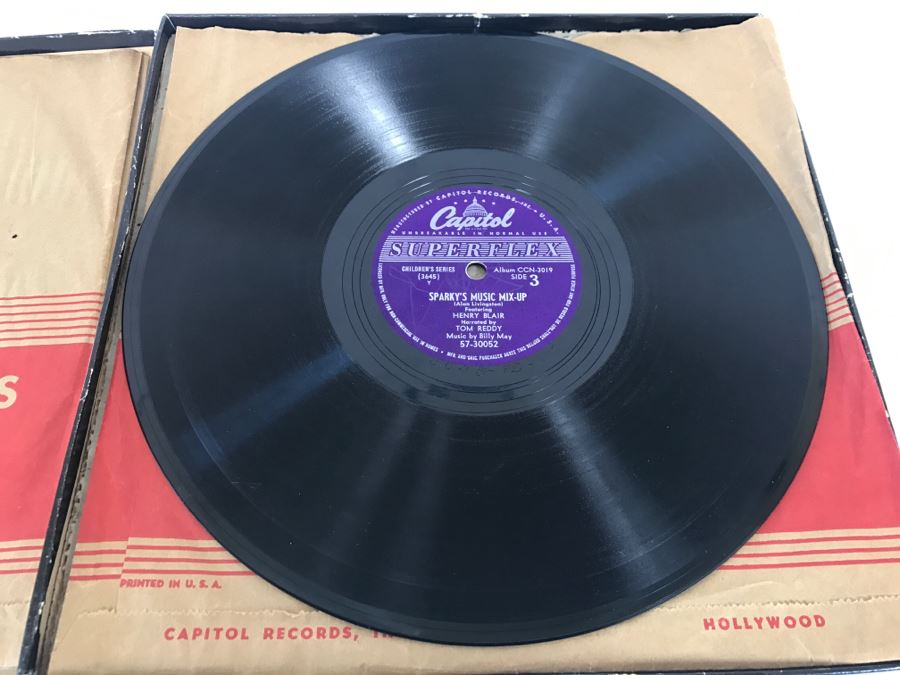 MANUFACTURED BY CAPITOL RECORDS, INC., U.S.A.
Capitol
UNBREAKABLE IN NORMAL USE
SUPERFLEX
CHILDREN'S SERIES
(3645)
Y
Album CCN-3019
SIDE 3
SPARKY'S MUSIC MIX-UP
(Alan Livingston)
Featuring
HENRY BLAIR
Narrated by
TOM REDDY
Music by Billy May
57-30052
S
PRINTED IN U. S. A.
CAPITOL RECORDS,
HOLLYWOOD